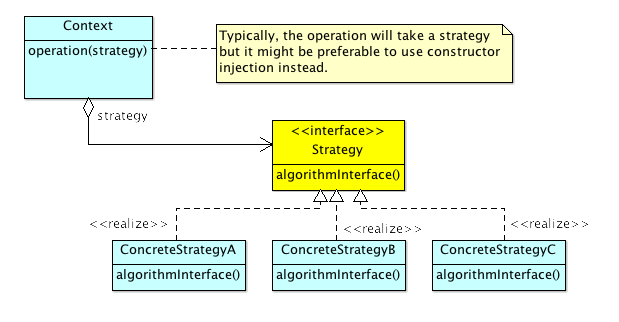 Context
operation(strategy)
Typically, the operation will take a strategy
but it might be preferable to use constructor
injection instead.
strategy
<<interface>>
Strategy
algorithmInterface()
<<realize>>
<<realize>>
<<realize>>
ConcreteStrategyA
algorithmInterface()
ConcreteStrategyB
algorithmInterface()
ConcreteStrategyC
algorithmInterface()